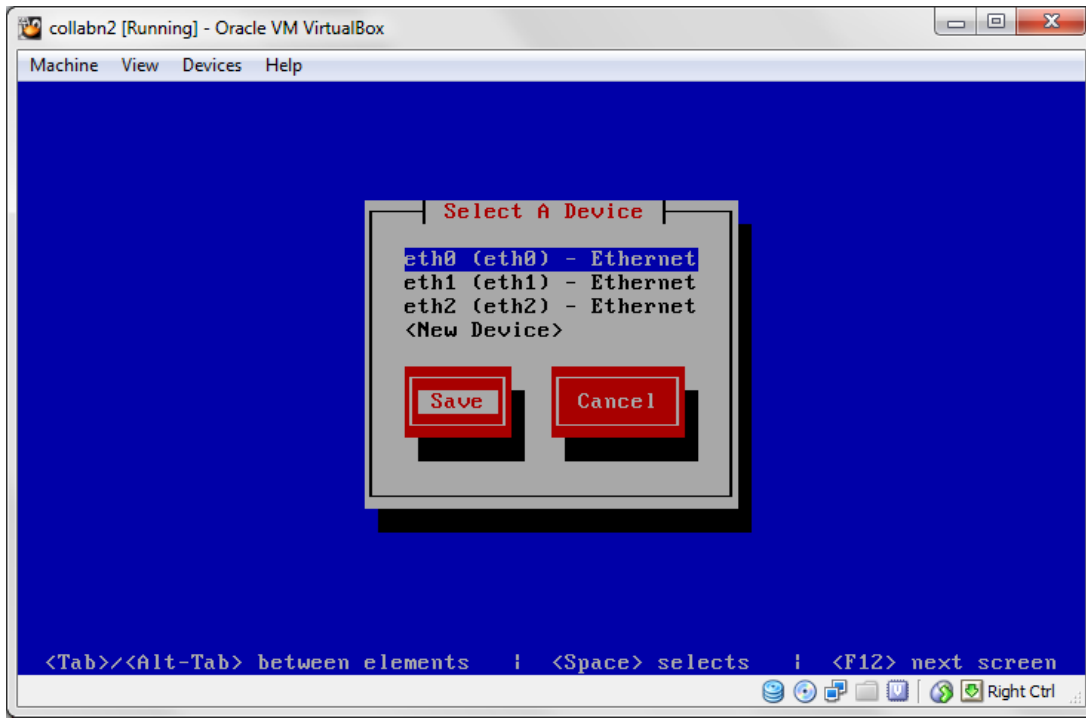 collabn2 [Running] - Oracle VM VirtualBox
Machine View Devices Help
Select A Device
eth0 (eth0) - Ethernet
eth1 (eth1) - Ethernet
eth2 (eth2) - Ethernet
<New Device>
Save Cancel
<Tab>/<Alt-Tab> between elements | <Space> selects | <F12> next screen
Right Ctrl